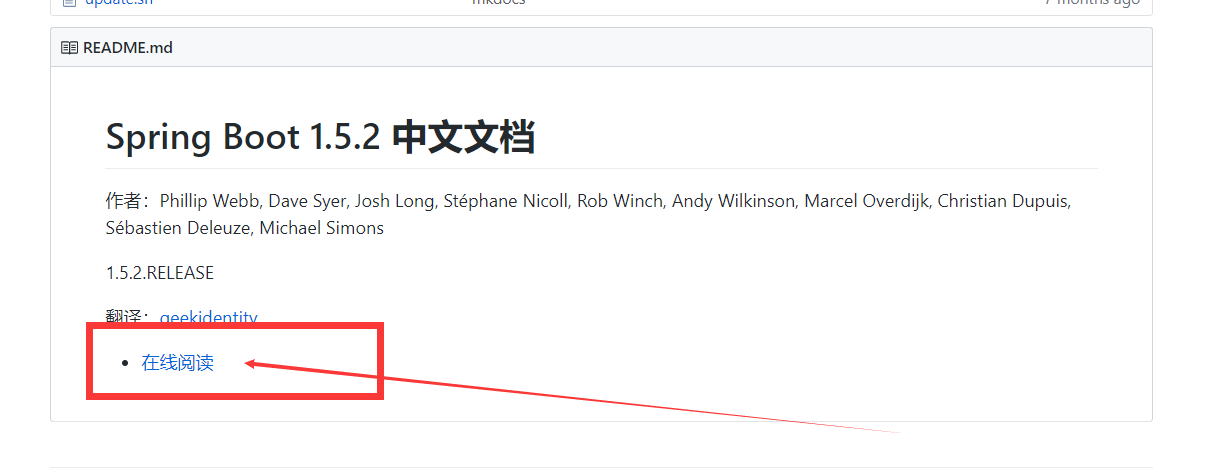 update.sh mkdocs 7 months ago
README.md
Spring Boot 1.5.2 中文文档
作者：Phillip Webb, Dave Syer, Josh Long, Stéphane Nicoll, Rob Winch, Andy Wilkinson, Marcel Overdijk, Christian Dupuis,
Sébastien Deleuze, Michael Simons
1.5.2.RELEASE
翻译：geekidentity
在线阅读